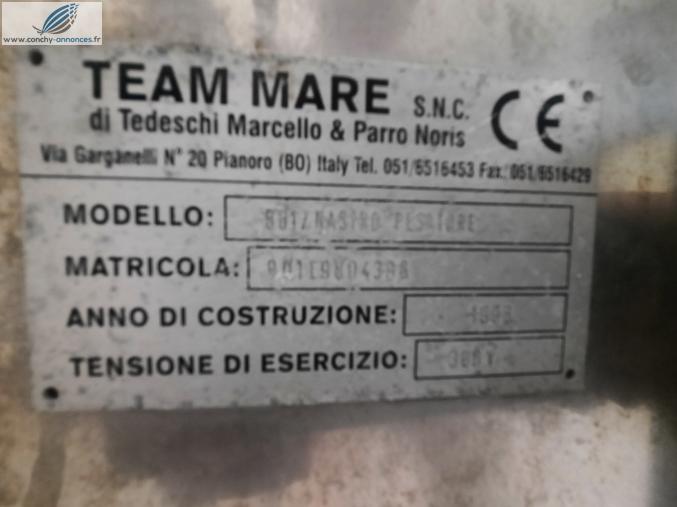 www.conchy-annonces.fr
TEAM MARE S.N.C. CE
di Tedeschi Marcello & Parro Noris
Via Garganelli N° 20 Pianoro (BO) Italy Tel. 051/6516453 Fax. 051/6516429
MODELLO:
MATRICOLA:
ANNO DI COSTRUZIONE:
TENSIONE DI ESERCIZIO: